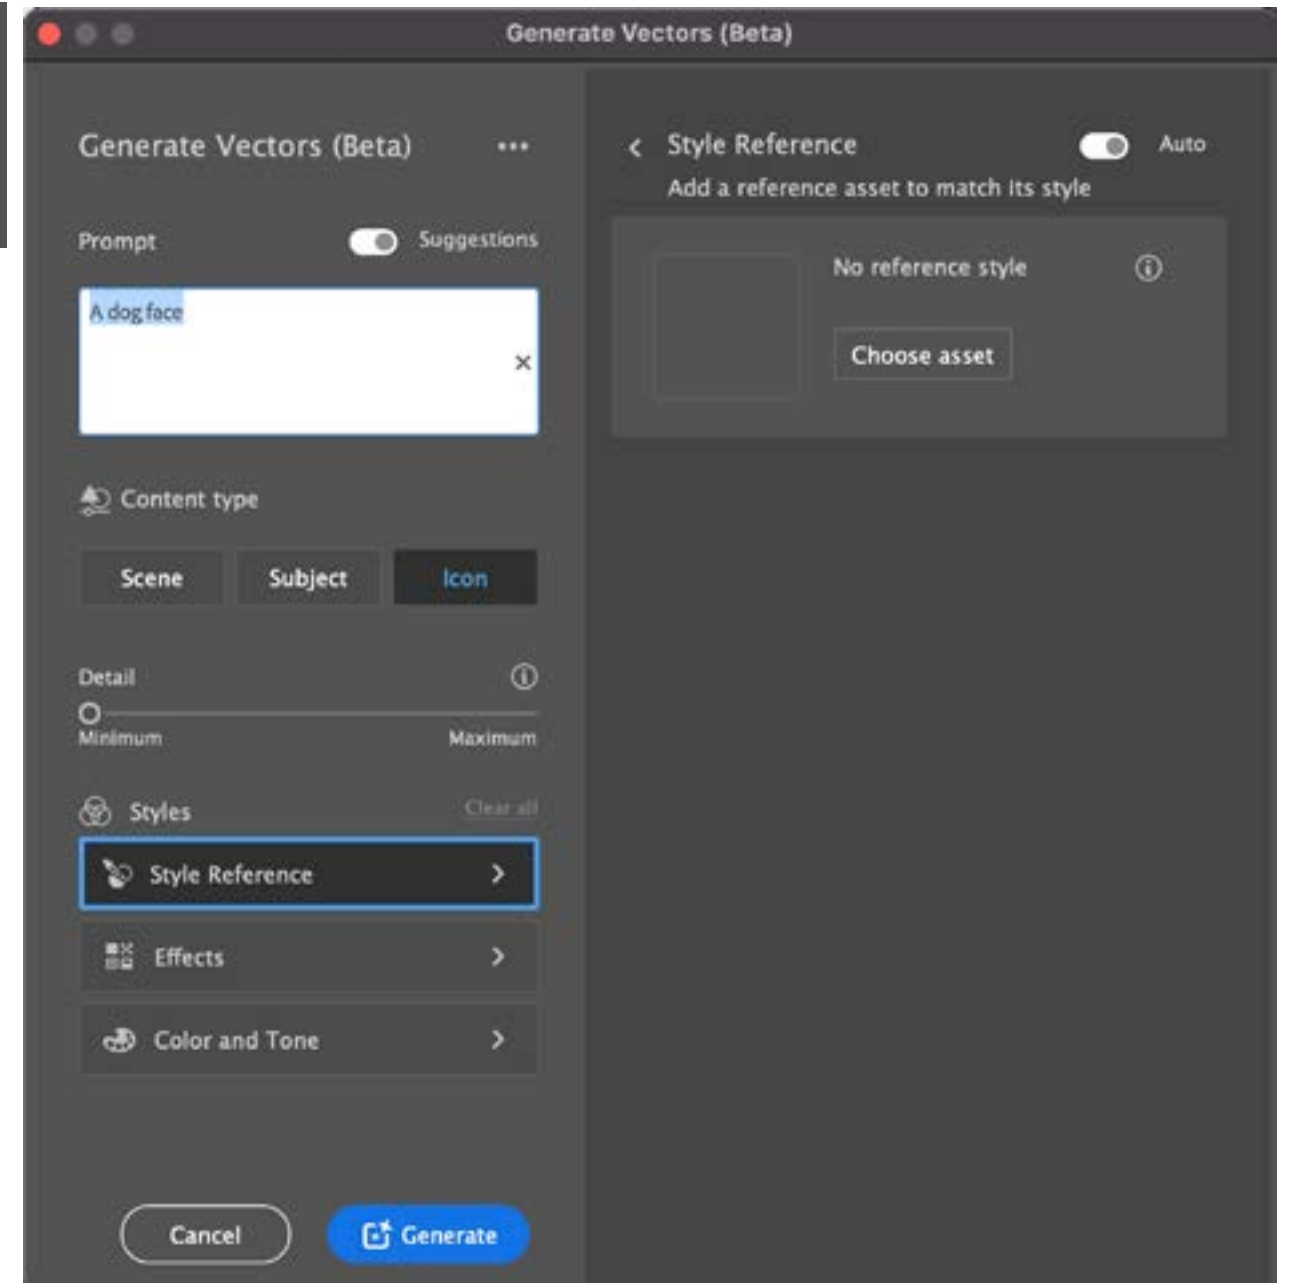 Generate Vectors (Beta)
Generate Vectors (Beta)
Prompt
Suggestions
A dog face
Content type
Scene
Subject
Icon
Detail
Minimum
Maximum
Styles
Clear all
Style Reference
Effects
Color and Tone
Cancel
Generate
Style Reference
Auto
Add a reference asset to match its style
No reference style
Choose asset